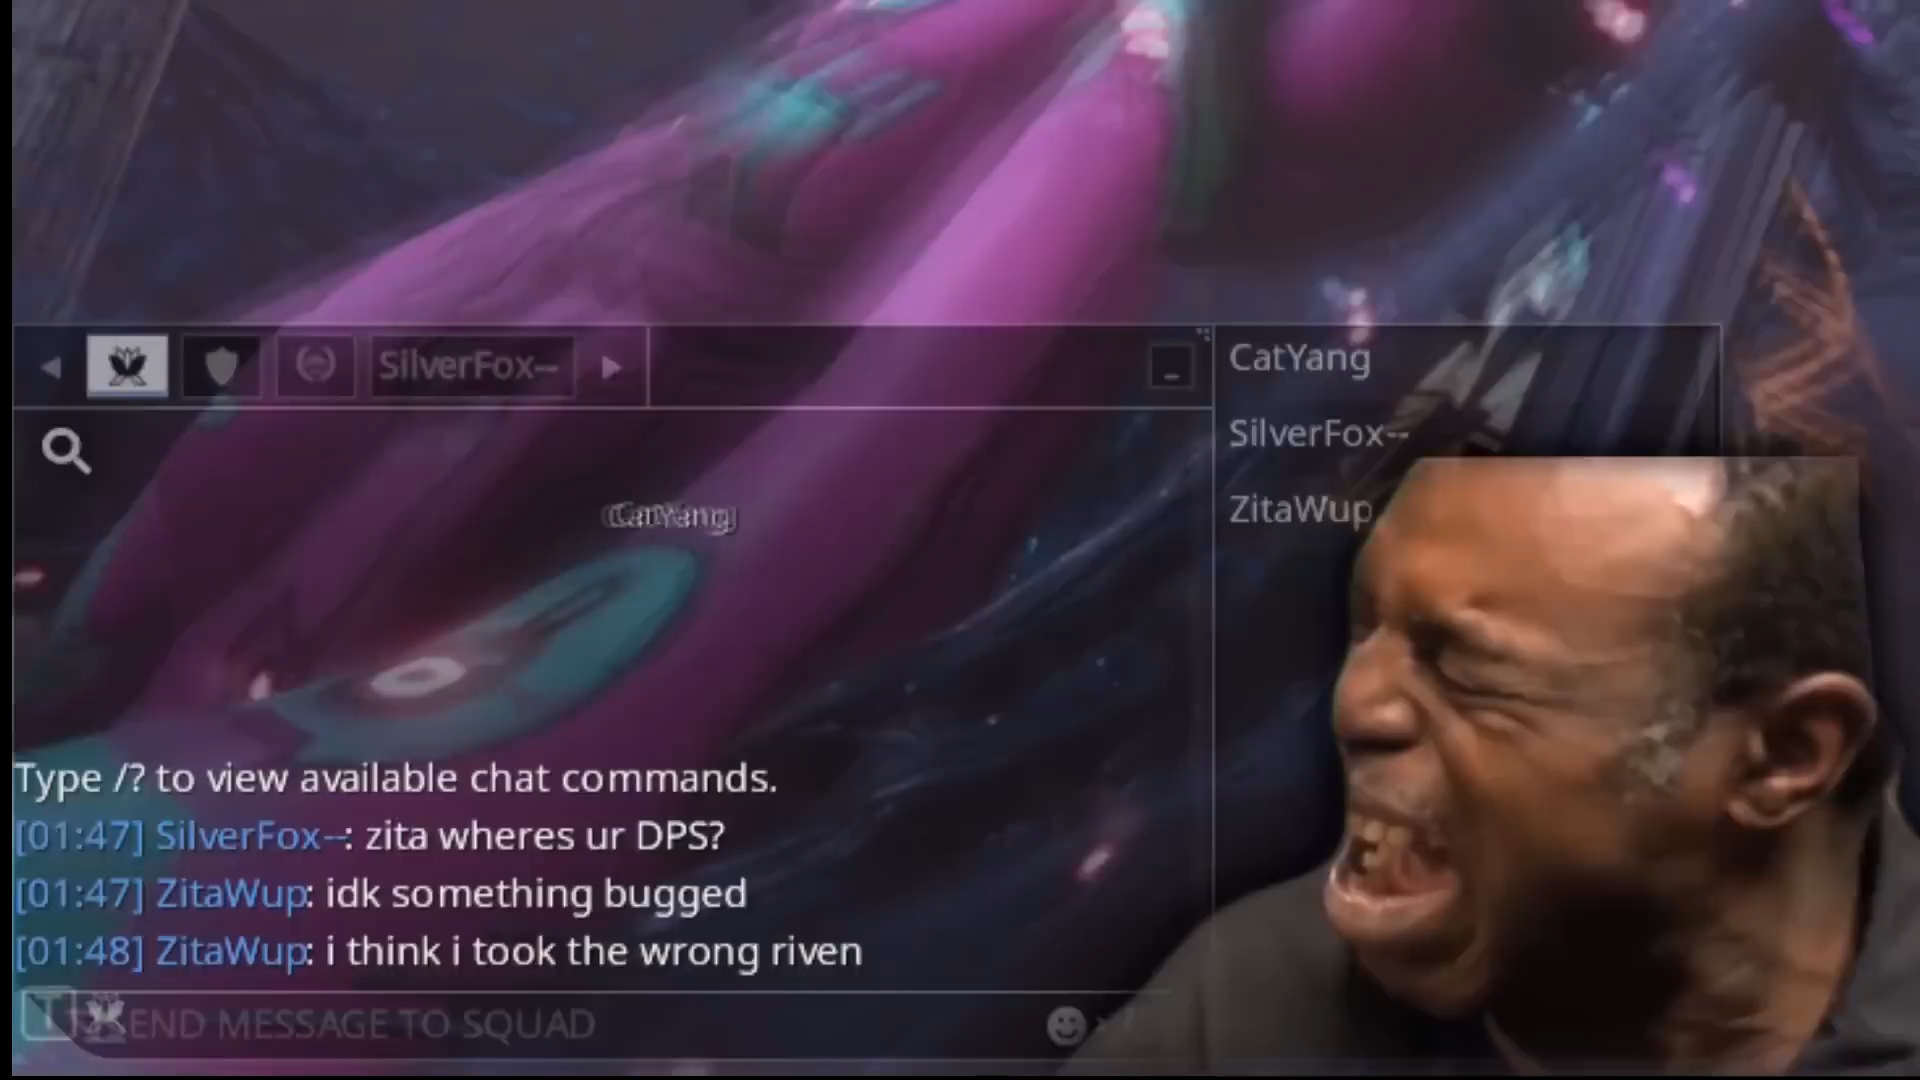 SilverFox--
CatYang
SilverFox--
ZitaWup
CatYang
Type /? to view available chat commands.
[01:47] SilverFox--: zita wheres ur DPS?
[01:47] ZitaWup: idk something bugged
[01:48] ZitaWup: i think i took the wrong riven
T
END MESSAGE TO SQUAD